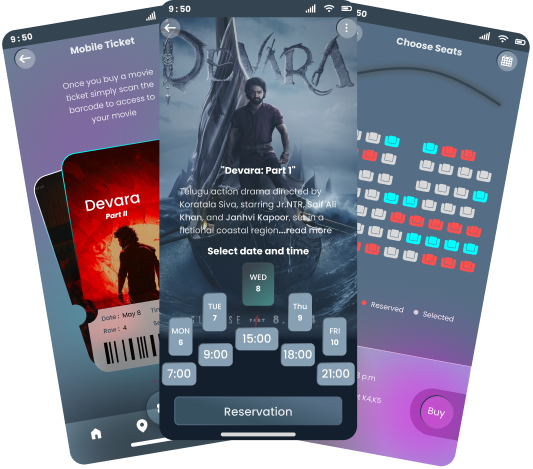 9:50
Mobile Ticket
Once you buy a movie
ticket simply scan the
barcode to access to
your movie
Devara
Part II
Date : May 8
Row : 4
9:50
DEVARA
"Devara: Part 1"
Telugu action drama directed by
Koratala Siva, starring Jr.NTR, Saif Ali
Khan, and Janhvi Kapoor, set in a
fictional coastal region...read more
Select date and time
WED
8
TUE
7
Thu
9
MON
6
FRI
10
15:00
9:00
18:00
7:00
21:00
Reservation
:50
Choose Seats
Reserved
Selected
p.m
K4,K5
Buy